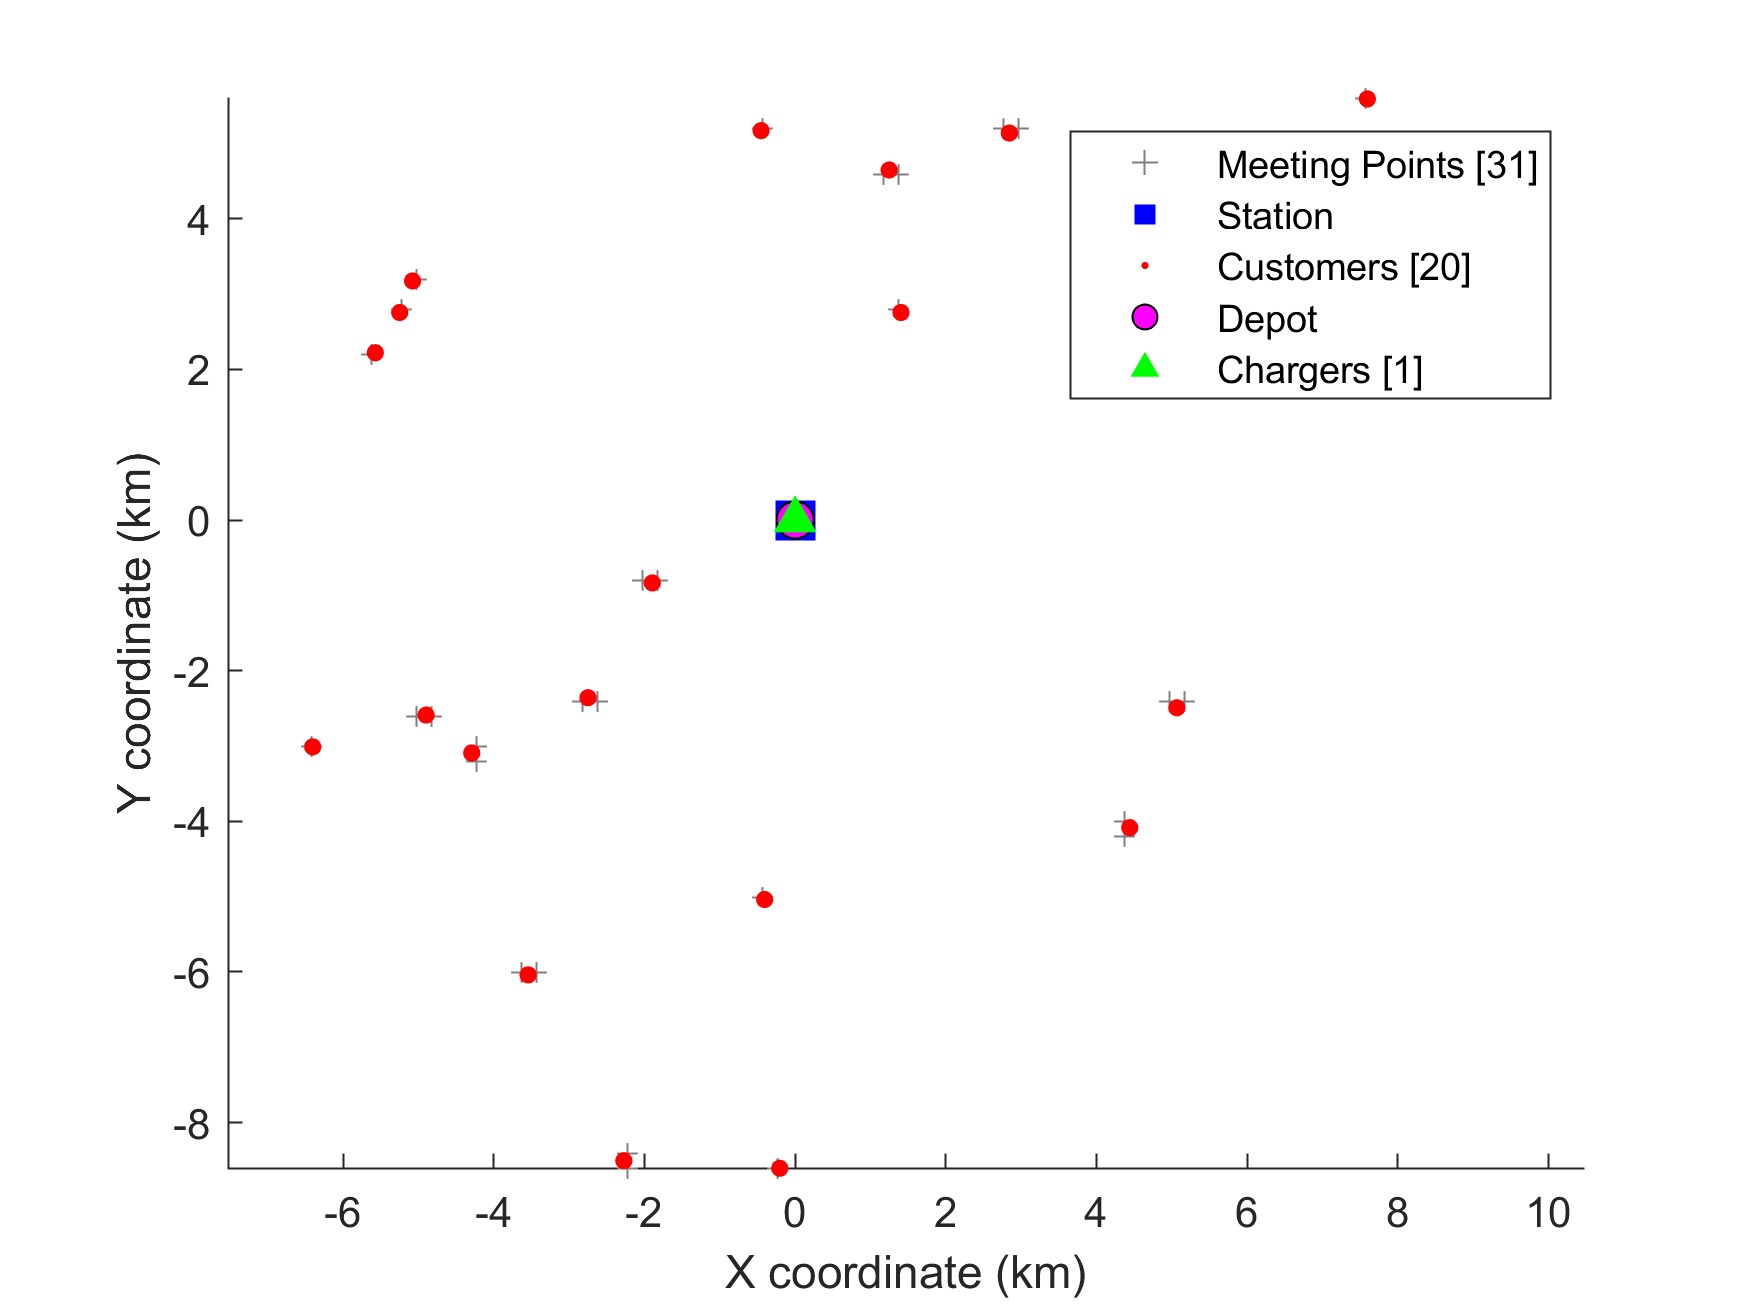 Meeting Points [31]
Station
Customers [20]
Depot
Chargers [1]
4
2
0
-2
-4
-6
-8
Y coordinate (km)
-6 -4 -2 0 2 4 6 8 10
X coordinate (km)